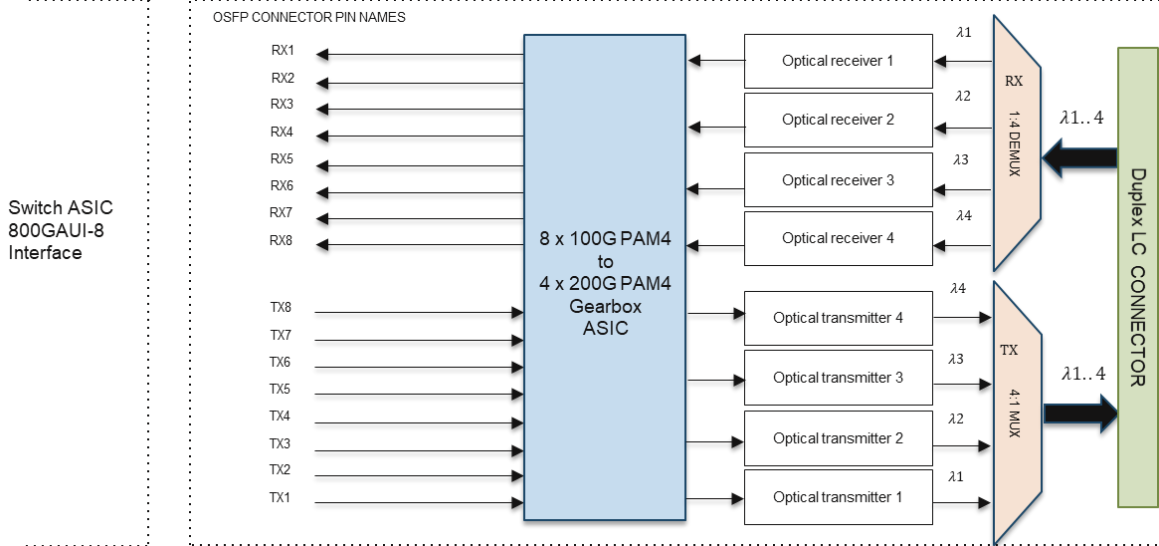 OSFP CONNECTOR PIN NAMES
Switch ASIC
800GAUI-8
Interface
RX1
RX2
RX3
RX4
RX5
RX6
RX7
RX8
TX8
TX7
TX6
TX5
TX4
TX3
TX2
TX1
8 x 100G PAM4
to
4 x 200G PAM4
Gearbox
ASIC
Optical receiver 1
Optical receiver 2
Optical receiver 3
Optical receiver 4
Optical transmitter 4
Optical transmitter 3
Optical transmitter 2
Optical transmitter 1
λ1
λ2
λ3
λ4
λ4
λ3
λ2
λ1
RX
1:4 DEMUX
TX
4:1 MUX
λ1..4
λ1..4
Duplex LC CONNECTOR